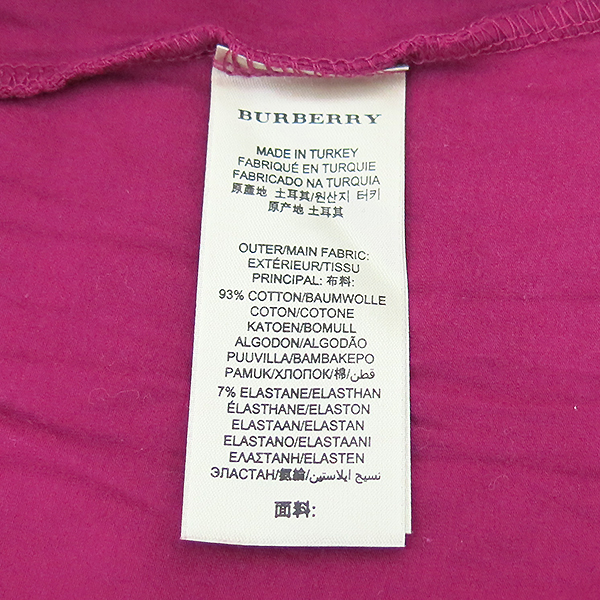 BURBERRY
MADE IN TURKEY
FABRIQUÉ EN TURQUIE
FABRICADO NA TURQUIA
原產地 土耳其/원산지 터키
原产地 土耳其
OUTER/MAIN FABRIC:
EXTÉRIEUR/TISSU
PRINCIPAL: 布料:
93% COTTON/BAUMWOLLE
COTON/COTONE
KATOEN/BOMULL
ALGODON/ALGODÃO
PUUVILLA/BAMBAKEPO
PAMUK/ХЛОПОК/棉/قطن
7% ELASTANE/ELASTHAN
ÉLASTHANE/ELASTON
ELASTAAN/ELASTAN
ELASTANO/ELASTAANI
ΕΛΑΣΤΑΝΗ/ELASTEN
ЭЛАСТАН/氨綸/نسيج ايلاستين
面料: